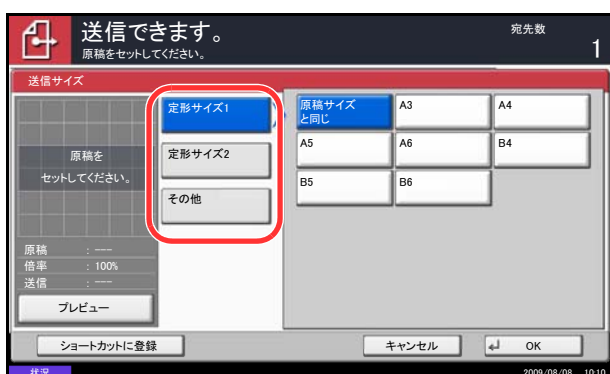 送信できます。
原稿をセットしてください。
宛先数
1
送信サイズ
原稿を
セットしてください。
原稿 : ---
倍率 : 100%
送信 : ---
プレビュー
定形サイズ1
定形サイズ2
その他
原稿サイズ
と同じ
A3
A4
A5
A6
B4
B5
B6
ショートカットに登録
キャンセル
OK
状況
2009/08/08 10:10